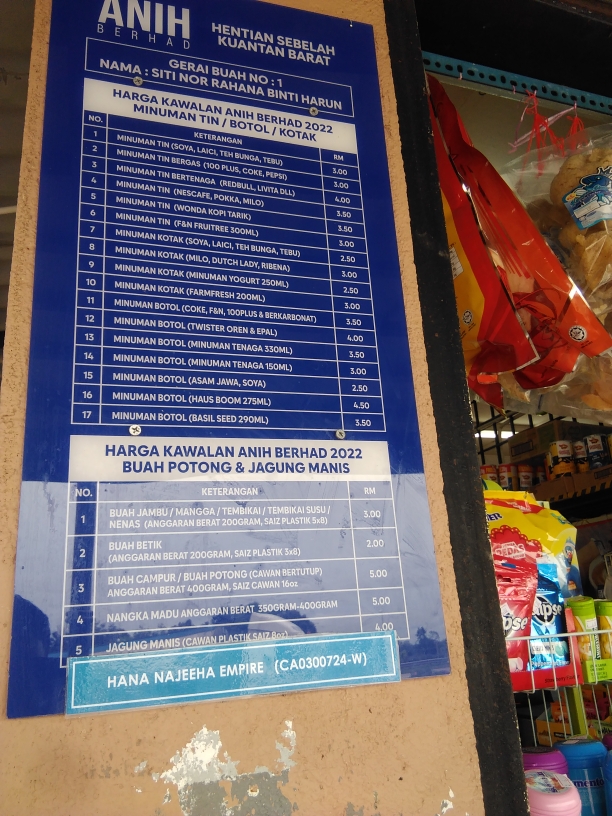 ANIH
BERHAD
HENTIAN SEBELAH
KUANTAN BARAT
GERAI BUAH NO : 1
NAMA : SITI NOR RAHANA BINTI HARUN
HARGA KAWALAN ANIH BERHAD 2022
MINUMAN TIN / BOTOL / KOTAK
NO. KETERANGAN RM
1 MINUMAN TIN (SOYA, LAICI, TEH BUNGA, TEBU) 3.00
2 MINUMAN TIN BERGAS (100 PLUS, COKE, PEPSI) 3.00
3 MINUMAN TIN BERTENAGA (REDBULL, LIVITA DLL) 4.00
4 MINUMAN TIN (NESCAFE, POKKA, MILO) 3.50
5 MINUMAN TIN (WONDA KOPI TARIK) 3.50
6 MINUMAN TIN (F&N FRUITREE 300ML) 3.00
7 MINUMAN KOTAK (SOYA, LAICI, TEH BUNGA, TEBU) 2.50
8 MINUMAN KOTAK (MILO, DUTCH LADY, RIBENA) 3.00
9 MINUMAN KOTAK (MINUMAN YOGURT 250ML) 2.50
10 MINUMAN KOTAK (FARMFRESH 200ML) 3.00
11 MINUMAN BOTOL (COKE, F&N, 100PLUS & BERKARBONAT) 3.50
12 MINUMAN BOTOL (TWISTER OREN & EPAL) 4.00
13 MINUMAN BOTOL (MINUMAN TENAGA 330ML) 3.50
14 MINUMAN BOTOL (MINUMAN TENAGA 150ML) 3.00
15 MINUMAN BOTOL (ASAM JAWA, SOYA) 2.50
16 MINUMAN BOTOL (HAUS BOOM 275ML) 4.50
17 MINUMAN BOTOL (BASIL SEED 290ML) 3.50
HARGA KAWALAN ANIH BERHAD 2022
BUAH POTONG & JAGUNG MANIS
NO. KETERANGAN RM
1 BUAH JAMBU / MANGGA / TEMBIKAI / TEMBIKAI SUSU / 3.00
NENAS (ANGGARAN BERAT 200GRAM, SAIZ PLASTIK 5x8)
2 BUAH BETIK 2.00
(ANGGARAN BERAT 200GRAM, SAIZ PLASTIK 3x8)
3 BUAH CAMPUR / BUAH POTONG (CAWAN BERTUTUP) 5.00
ANGGARAN BERAT 400GRAM, SAIZ CAWAN 16oz
4 NANGKA MADU ANGGARAN BERAT 350GRAM-400GRAM 5.00
5 JAGUNG MANIS (CAWAN PLASTIK SAIZ 8oz) 4.00
HANA NAJEEHA EMPIRE (CA0300724-W)